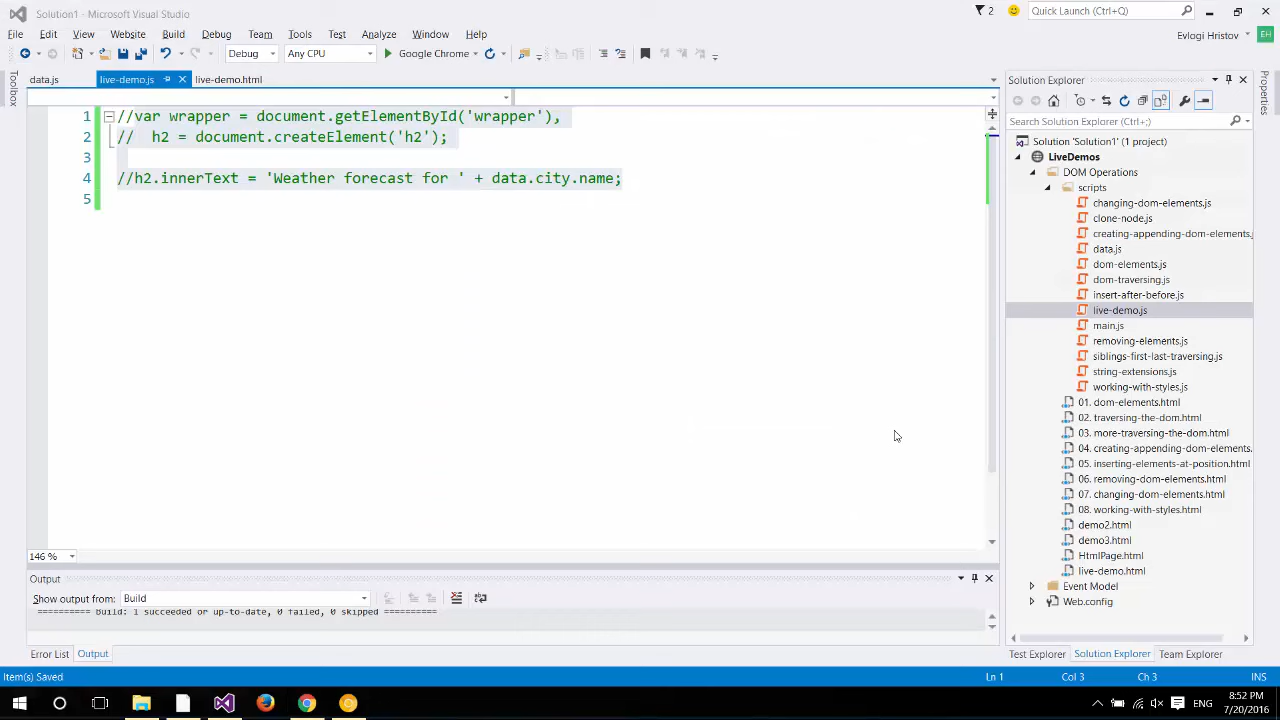 Solution1 - Microsoft Visual Studio
2
Quick Launch (Ctrl+Q)
File Edit View Website Build Debug Team Tools Test Analyze Window Help
Evlogi Hristov
EH
Debug
Any CPU
Google Chrome
Toolbox
data.js
live-demo.js
live-demo.html
1 //var wrapper = document.getElementById('wrapper'),
2 //  h2 = document.createElement('h2');
3
4 //h2.innerText = 'Weather forecast for ' + data.city.name;
5
146 %
Output
Show output from: Build
========== Build: 1 succeeded or up-to-date, 0 failed, 0 skipped ==========
Error List
Output
Solution Explorer
Search Solution Explorer (Ctrl+;)
Solution 'Solution1' (1 project)
LiveDemos
DOM Operations
scripts
changing-dom-elements.js
clone-node.js
creating-appending-dom-elements.j
data.js
dom-elements.js
dom-traversing.js
insert-after-before.js
live-demo.js
main.js
removing-elements.js
siblings-first-last-traversing.js
string-extensions.js
working-with-styles.js
01. dom-elements.html
02. traversing-the-dom.html
03. more-traversing-the-dom.html
04. creating-appending-dom-elements.
05. inserting-elements-at-position.html
06. removing-dom-elements.html
07. changing-dom-elements.html
08. working-with-styles.html
demo2.html
demo3.html
HtmlPage.html
live-demo.html
Event Model
Web.config
Test Explorer
Solution Explorer
Team Explorer
Properties
Item(s) Saved
Ln 1
Col 3
Ch 3
INS
ENG
8:52 PM
7/20/2016